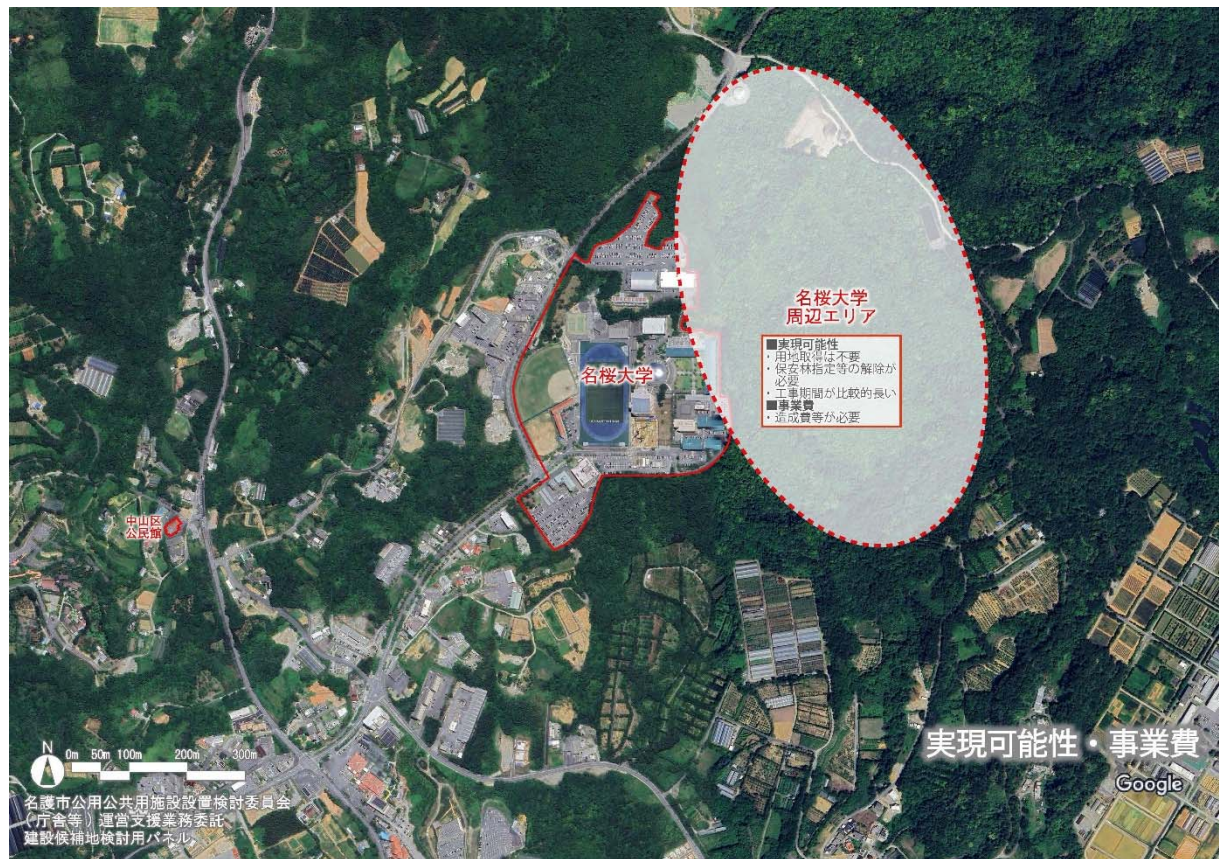 名桜大学
周辺エリア
■実現可能性
・用地取得は不要
・保安林指定等の解除が
必要
・工事期間が比較的長い
■事業費
・造成費等が必要
名桜大学
中山区
公民館
実現可能性・事業費
Google
N
0m 50m 100m 200m 300m
名護市公用公共用施設設置検討委員会
（庁舎等）運営支援業務委託
建設候補地検討用パネル